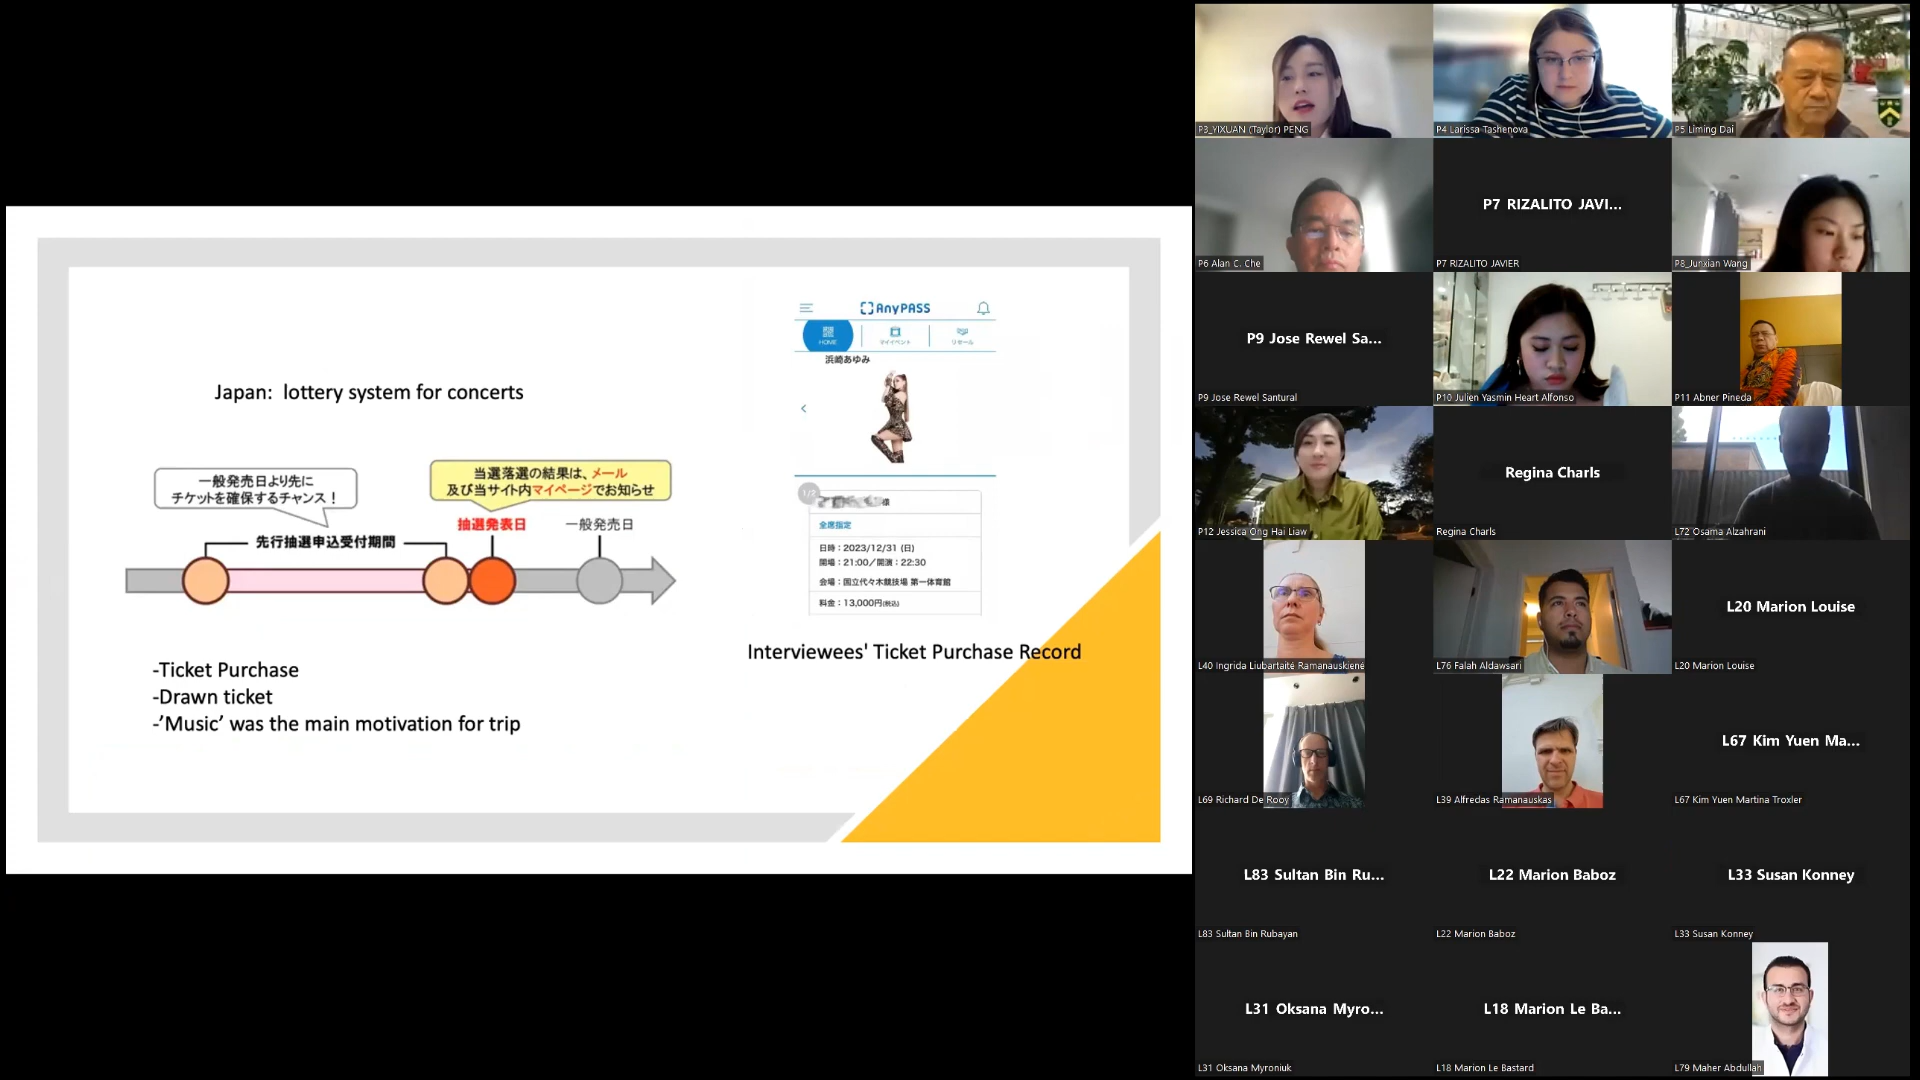 Japan: lottery system for concerts
一般発売日より先に
チケットを確保するチャンス！
当選落選の結果は、メール
及び当サイト内マイページでお知らせ
先行抽選申込受付期間
抽選発表日
一般発売日
-Ticket Purchase
-Drawn ticket
-’Music’ was the main motivation for trip
AnyPASS
HOME
マイイベント
リセール
浜崎あゆみ
1/2
様
全席指定
日時：2023/12/31 (日)
開場：21:00／開演：22:30
会場：国立代々木競技場 第一体育館
料金：13,000円(税込)
Interviewees' Ticket Purchase Record
P3_YIXUAN (Taylor) PENG
P4 Larissa Tashenova
P5 Liming Dai
P6 Alan C. Che
P7 RIZALITO JAVI...
P7 RIZALITO JAVIER
P8_Junxian Wang
P9 Jose Rewel Sa...
P9 Jose Rewel Santural
P10 Julien Yasmin Heart Alfonso
P11 Abner Pineda
P12 Jessica Ong Hai Liaw
Regina Charls
Regina Charls
L72 Osama Alzahrani
L40 Ingrida Liubartaitė Ramanauskienė
L76 Falah Aldawsari
L20 Marion Louise
L20 Marion Louise
L69 Richard De Rooy
L39 Alfredas Ramanauskas
L67 Kim Yuen Ma...
L67 Kim Yuen Martina Troxler
L83 Sultan Bin Ru...
L83 Sultan Bin Rubayan
L22 Marion Baboz
L22 Marion Baboz
L33 Susan Konney
L33 Susan Konney
L31 Oksana Myro...
L31 Oksana Myroniuk
L18 Marion Le Ba...
L18 Marion Le Bastard
L79 Maher Abdullah